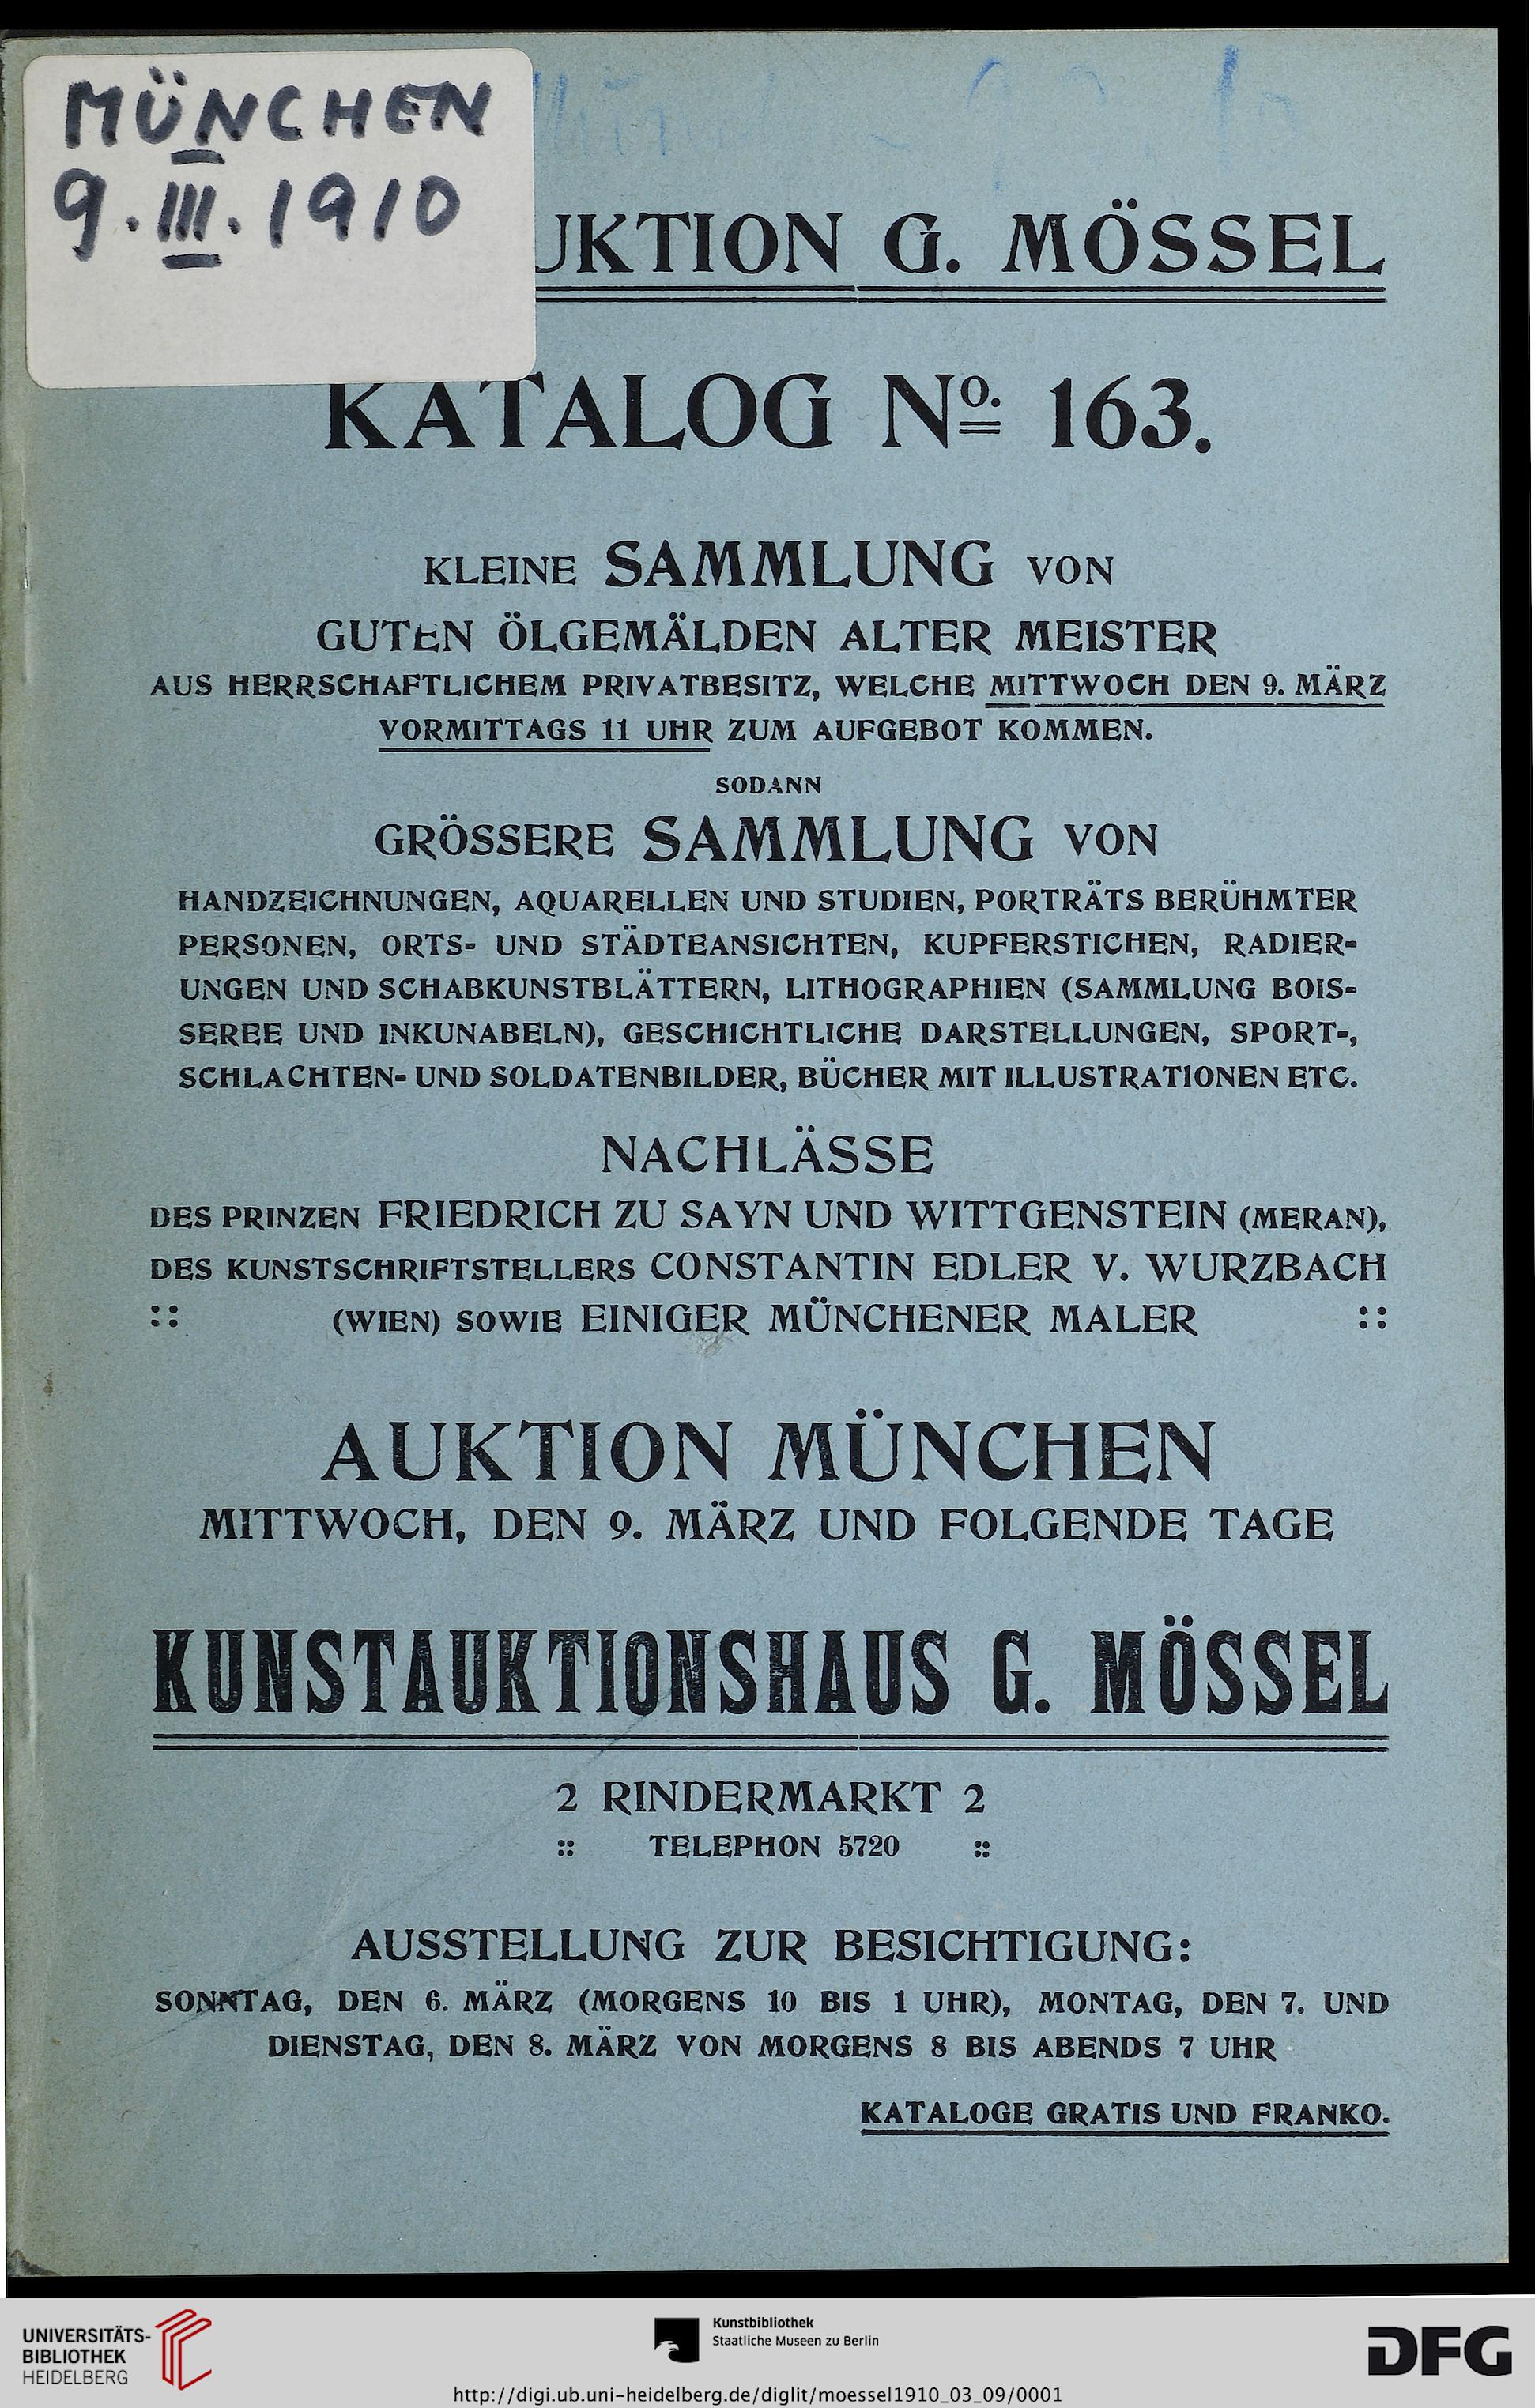 MÜNCHEN
9.III.1910
UKTION G. MÖSSEL
KATALOG No. 163.
KLEINE SAMMLUNG VON
GUTEN ÖLGEMÄLDEN ALTER MEISTER
AUS HERRSCHAFTLICHEM PRIVATBESITZ, WELCHE MITTWOCH DEN 9. MÄRZ
VORMITTAGS 11 UHR ZUM AUFGEBOT KOMMEN.
SODANN
GRÖSSERE SAMMLUNG VON
HANDZEICHNUNGEN, AQUARELLEN UND STUDIEN, PORTRÄTS BERÜHMTER
PERSONEN, ORTS- UND STÄDTEANSICHTEN, KUPFERSTICHEN, RADIER-
UNGEN UND SCHABKUNSTBLÄTTERN, LITHOGRAPHIEN (SAMMLUNG BOIS-
SEREE UND INKUNABELN), GESCHICHTLICHE DARSTELLUNGEN, SPORT-,
SCHLACHTEN- UND SOLDATENBILDER, BÜCHER MIT ILLUSTRATIONEN ETC.
NACHLÄSSE
DES PRINZEN FRIEDRICH ZU SAYN UND WITTGENSTEIN (MERAN),
DES KUNSTSCHRIFTSTELLERS CONSTANTIN EDLER V. WURZBACH
:: (WIEN) SOWIE EINIGER MÜNCHENER MALER ::
AUKTION MÜNCHEN
MITTWOCH, DEN 9. MÄRZ UND FOLGENDE TAGE
KUNSTAUKTIONSHAUS G. MÖSSEL
2 RINDERMARKT 2
:: TELEPHON 5720 ::
AUSSTELLUNG ZUR BESICHTIGUNG:
SONNTAG, DEN 6. MÄRZ (MORGENS 10 BIS 1 UHR), MONTAG, DEN 7. UND
DIENSTAG, DEN 8. MÄRZ VON MORGENS 8 BIS ABENDS 7 UHR
KATALOGE GRATIS UND FRANKO.
UNIVERSITÄTS-
BIBLIOTHEK
HEIDELBERG
Kunstbibliothek
Staatliche Museen zu Berlin
DFG
http://digi.ub.uni-heidelberg.de/diglit/moessel1910_03_09/0001